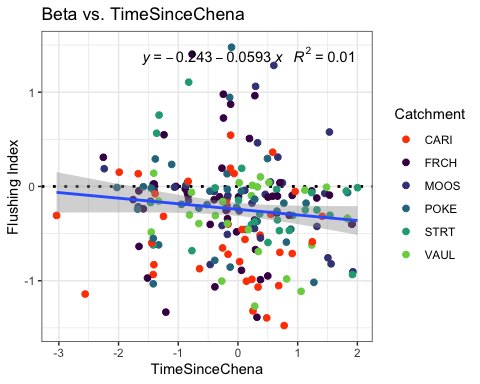 Beta vs. TimeSinceChena
y = −0.243 − 0.0593 x R² = 0.01
Flushing Index
1
0
-1
-3 -2 -1 0 1 2
TimeSinceChena
Catchment
CARI
FRCH
MOOS
POKE
STRT
VAUL